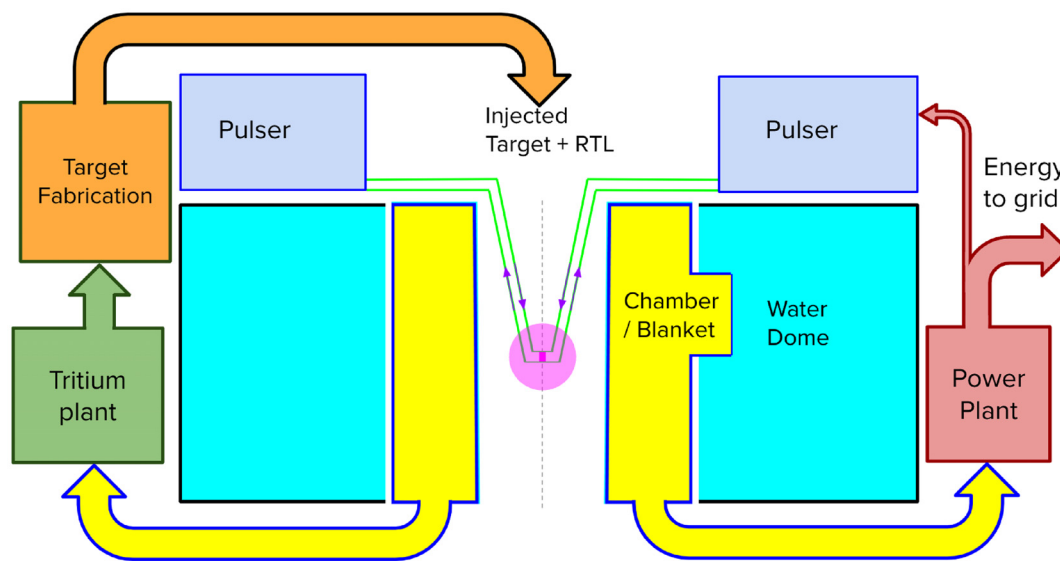 Pulser
Injected
Target + RTL
Pulser
Target
Fabrication
Energy
to grid
Chamber
/ Blanket
Water
Dome
Tritium
plant
Power
Plant